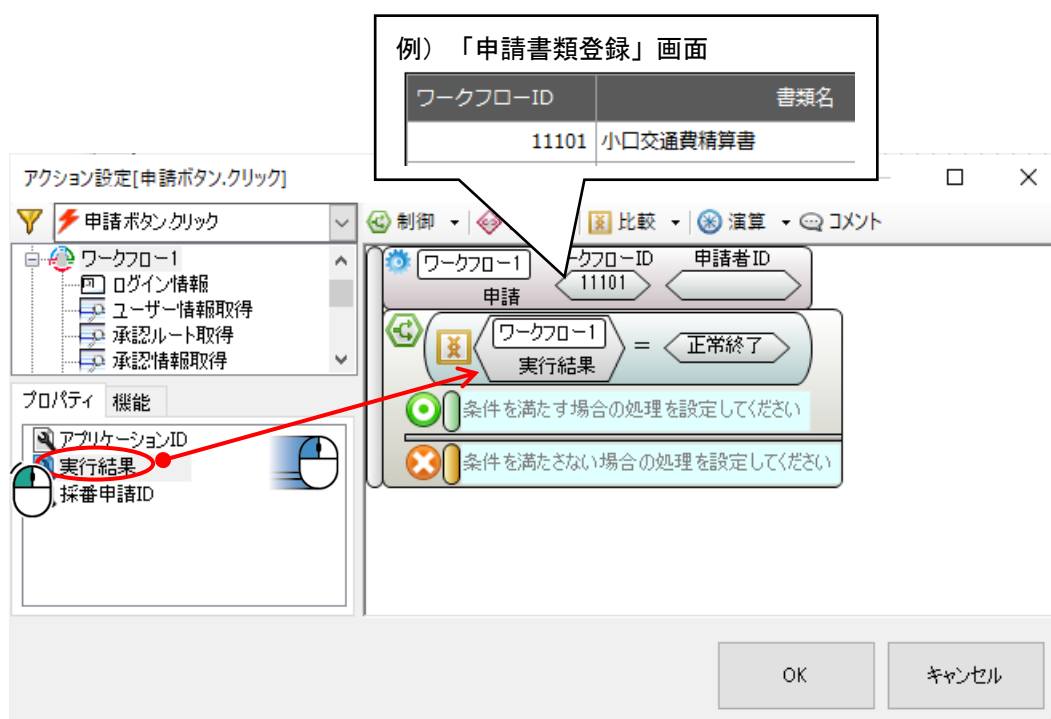 例）「申請書類登録」画面
ワークフローID 書類名
11101 小口交通費精算書
アクション設定[申請ボタン.クリック]
申請ボタン.クリック
制御
比較
演算
コメント
ワークフロー1
ログイン情報
ユーザー情報取得
承認ルート取得
承認情報取得
プロパティ 機能
アプリケーションID
実行結果
採番申請ID
ワークフロー1
申請
ークフローID
11101
申請者ID
ワークフロー1
実行結果
=
正常終了
条件を満たす場合の処理を設定してください
条件を満たさない場合の処理を設定してください
OK
キャンセル